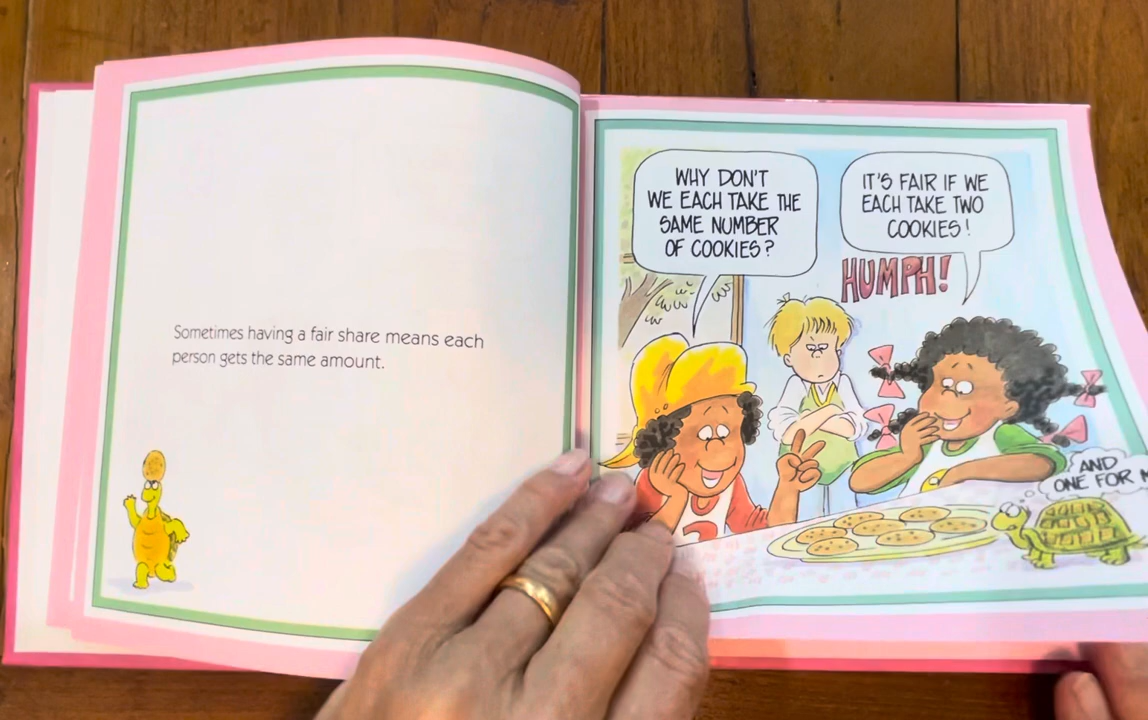 Sometimes having a fair share means each
person gets the same amount.
WHY DON'T
WE EACH TAKE THE
SAME NUMBER
OF COOKIES?
IT'S FAIR IF WE
EACH TAKE TWO
COOKIES!
HUMPH!
AND
ONE FOR